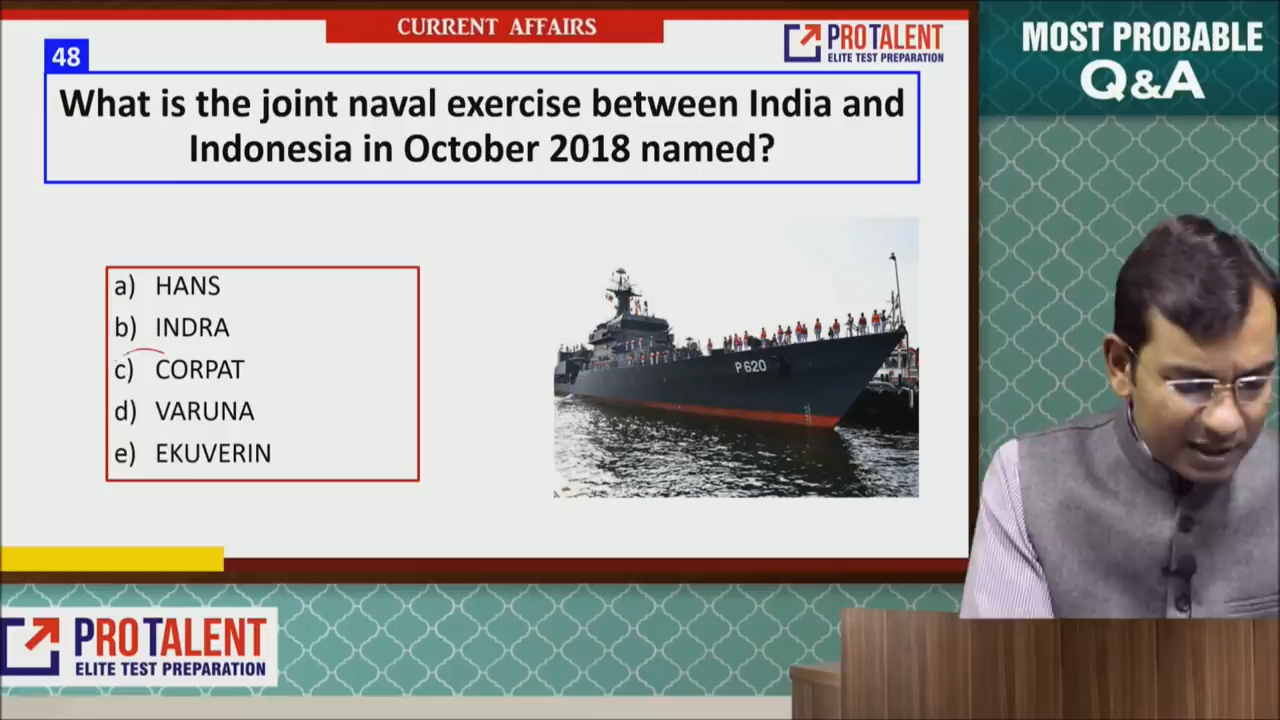 CURRENT AFFAIRS
PROTALENT
ELITE TEST PREPARATION
MOST PROBABLE
Q&A
48
What is the joint naval exercise between India and
Indonesia in October 2018 named?
a) HANS
b) INDRA
c) CORPAT
d) VARUNA
e) EKUVERIN
P 620
PROTALENT
ELITE TEST PREPARATION